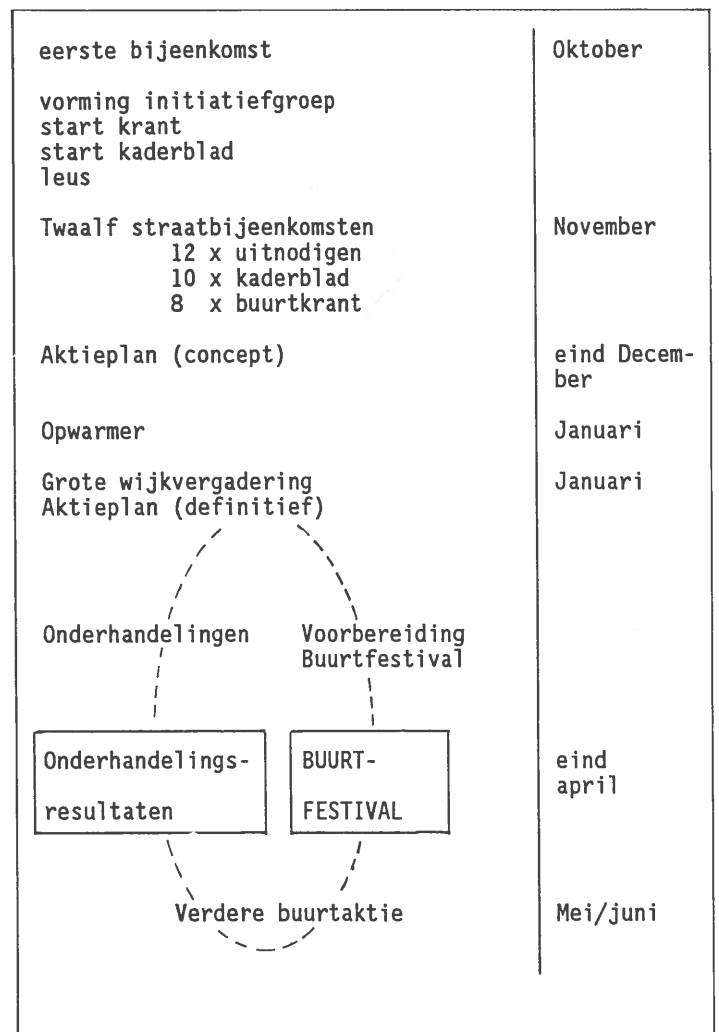 eerste bijeenkomst Oktober
vorming initiatiefgroep
start krant
start kaderblad
leus
Twaalf straatbijeenkomsten November
12 x uitnodigen
10 x kaderblad
8 x buurtkrant
Aktieplan (concept) eind Decem-
ber
Opwarmer Januari
Grote wijkvergadering Januari
Aktieplan (definitief)
Onderhandelingen Voorbereiding
Buurtfestival
Onderhandelings- BUURT- eind
april
resultaten FESTIVAL
Verdere buurtaktie Mei/juni